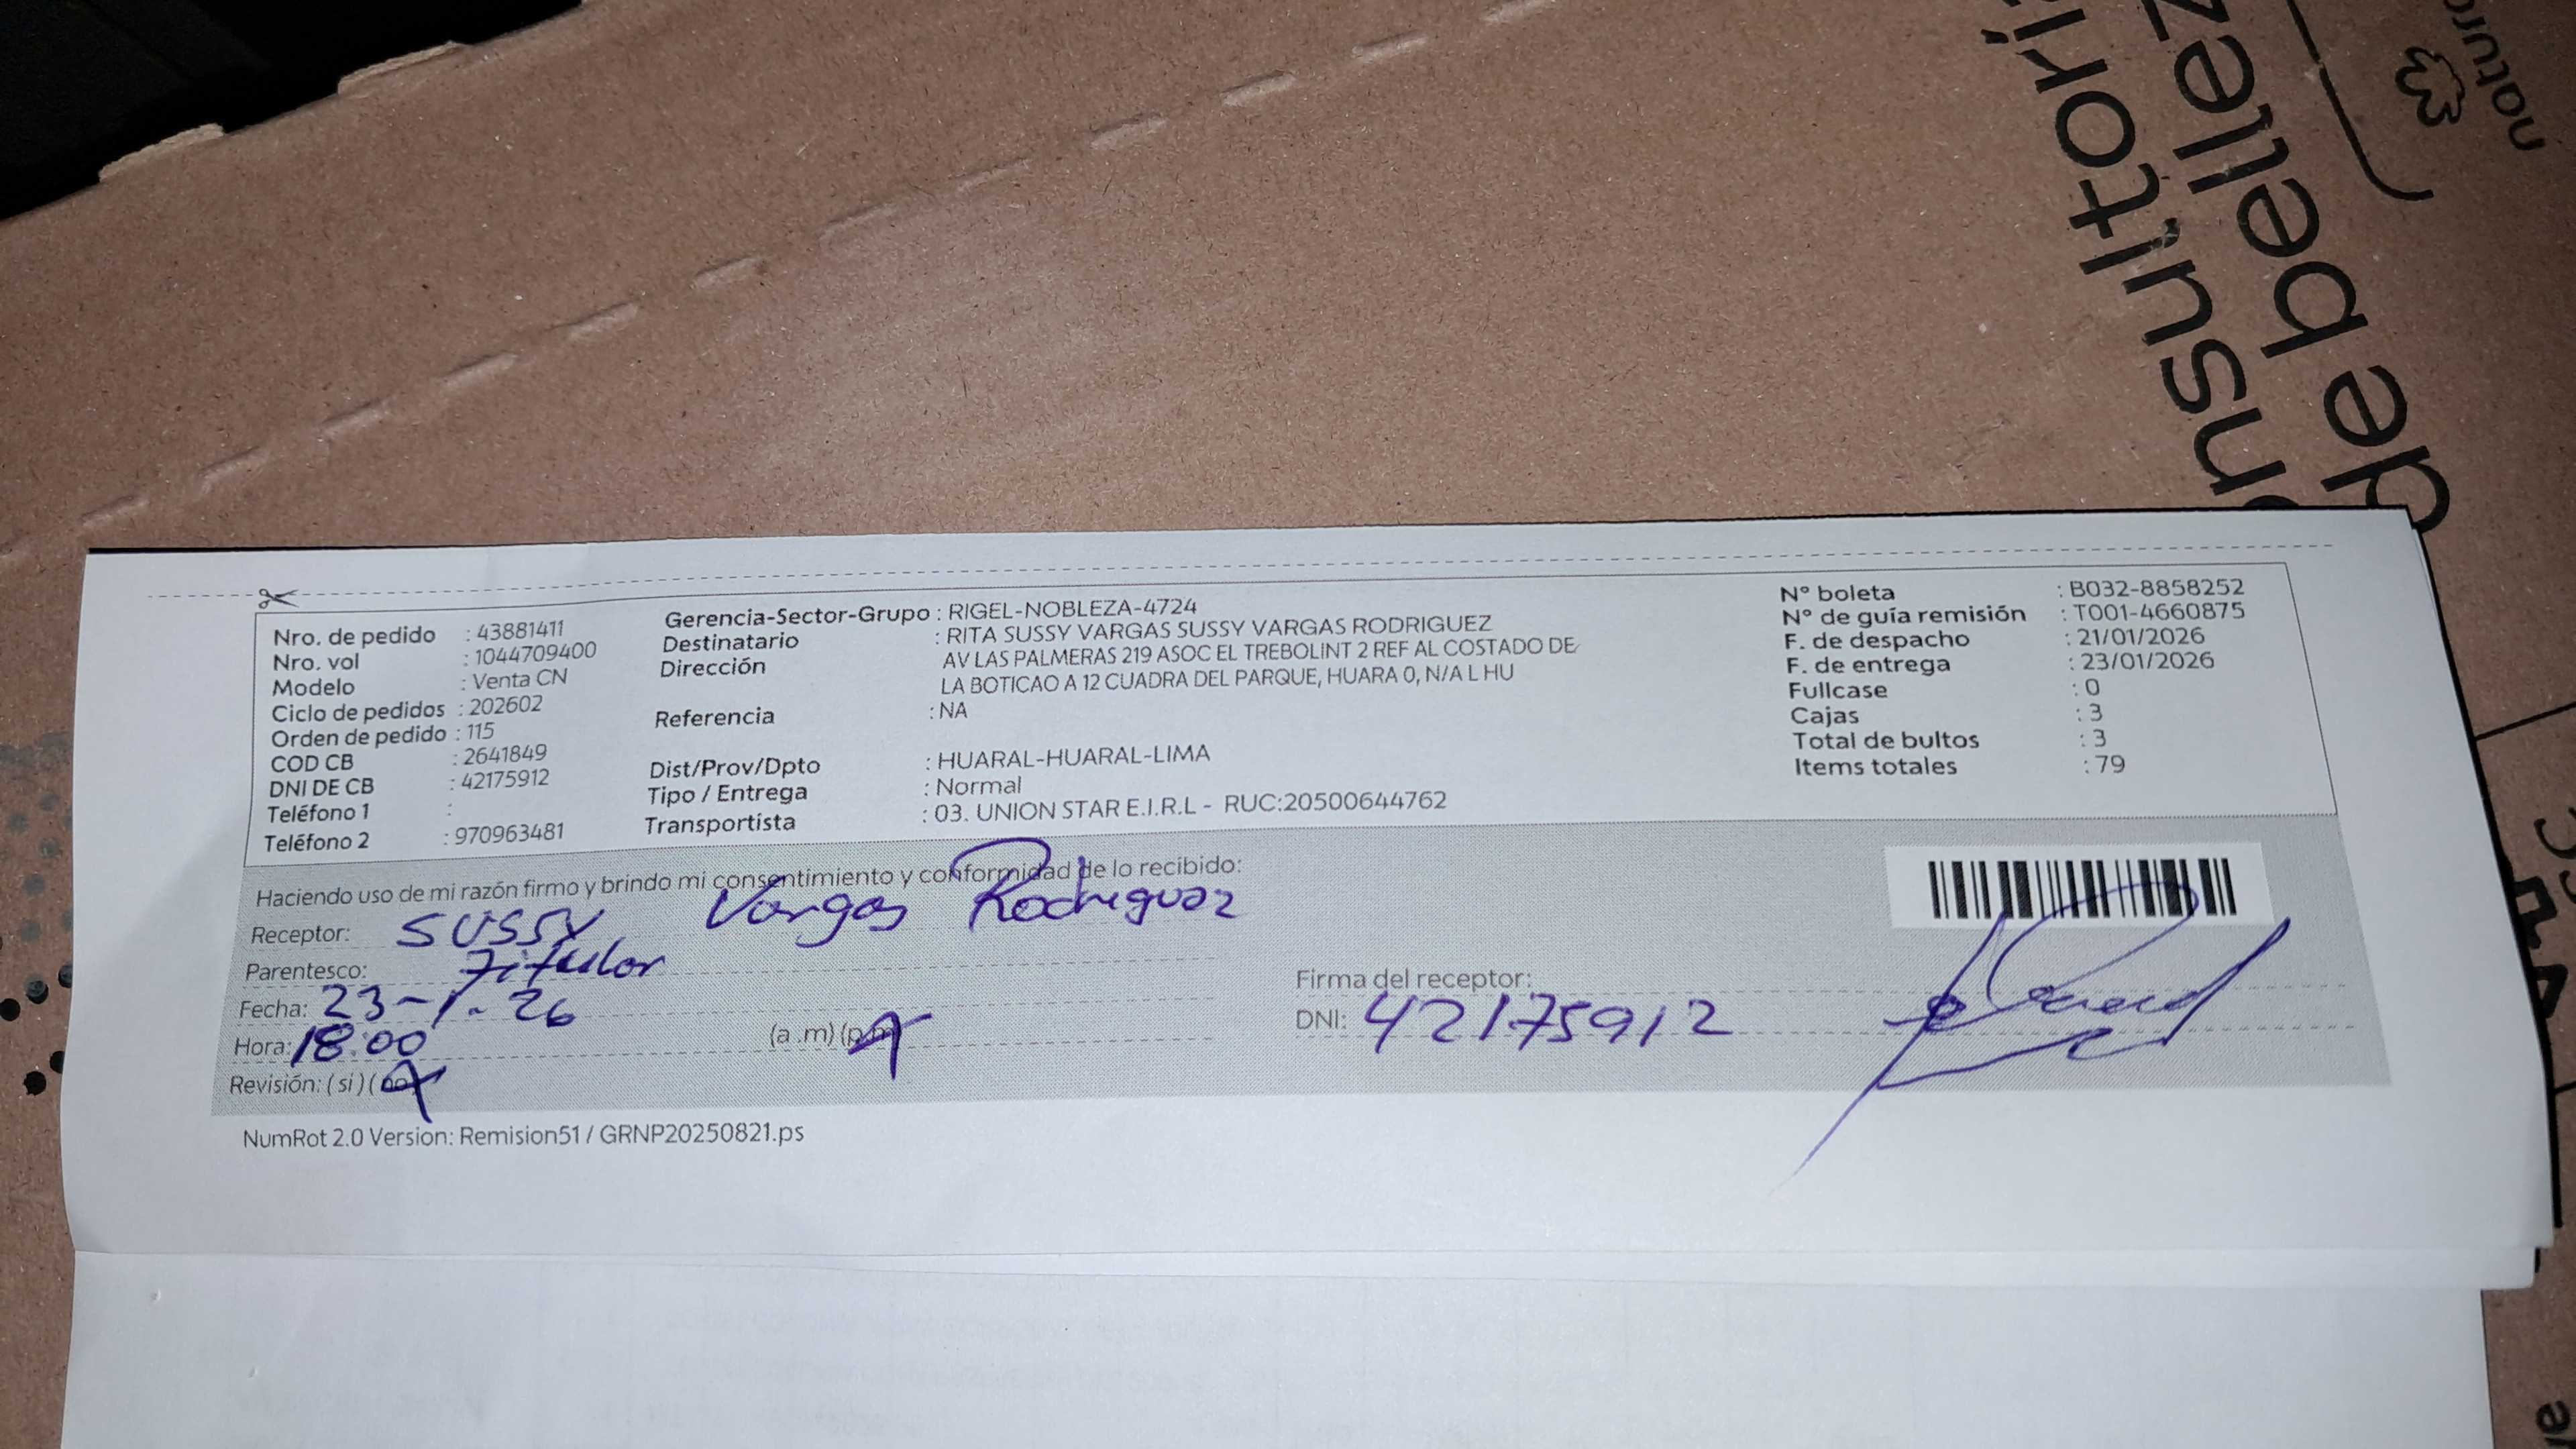 natura
de bellez
nsultorí
Nro. de pedido : 43881411
Nro. vol : 1044709400
Modelo : Venta CN
Ciclo de pedidos : 202602
Orden de pedido : 115
COD CB : 2641849
DNI DE CB : 42175912
Teléfono 1 :
Teléfono 2 : 970963481
Gerencia-Sector-Grupo : RIGEL-NOBLEZA-4724
Destinatario : RITA SUSSY VARGAS SUSSY VARGAS RODRIGUEZ
Dirección AV LAS PALMERAS 219 ASOC EL TREBOLINT 2 REF AL COSTADO DE
LA BOTICAO A 12 CUADRA DEL PARQUE, HUARA 0, N/A L HU
Referencia : NA
Dist/Prov/Dpto : HUARAL-HUARAL-LIMA
Tipo / Entrega : Normal
Transportista : 03. UNION STAR E.I.R.L - RUC:20500644762
N° boleta : B032-8858252
N° de guía remisión : T001-4660875
F. de despacho : 21/01/2026
F. de entrega : 23/01/2026
Fullcase : 0
Cajas : 3
Total de bultos : 3
Items totales : 79
Haciendo uso de mi razón firmo y brindo mi consentimiento y conformidad de lo recibido:
Receptor: SUSSY Vargas Rodriguez
Parentesco: Titular
Fecha: 23-1-26
Hora: 18:00 (a .m) (p.m)
Revisión: ( si ) ( no )
Firma del receptor:
DNI: 42175912
NumRot 2.0 Version: Remision51 / GRNP20250821.ps